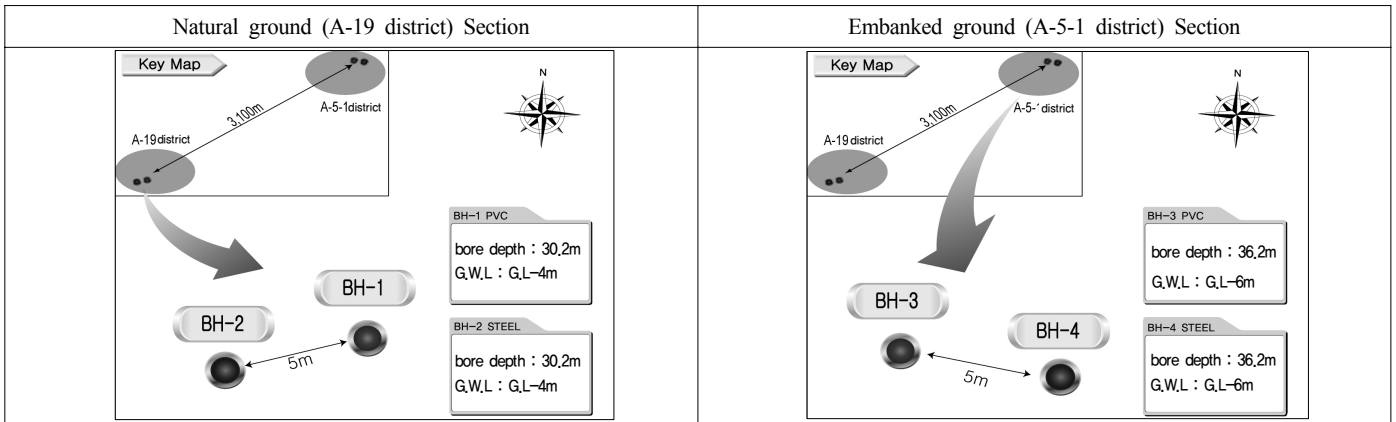 Natural ground (A-19 district) Section
Key Map
N
A-5-1district
3,100m
A-19district
BH-1 PVC
bore depth : 30.2m
G.W.L : G.L-4m
BH-1
BH-2
5m
BH-2 STEEL
bore depth : 30.2m
G.W.L : G.L-4m
Embanked ground (A-5-1 district) Section
Key Map
N
A-5-1district
3,100m
A-19district
BH-3 PVC
bore depth : 36.2m
G.W.L : G.L-6m
BH-3
BH-4
5m
BH-4 STEEL
bore depth : 36.2m
G.W.L : G.L-6m